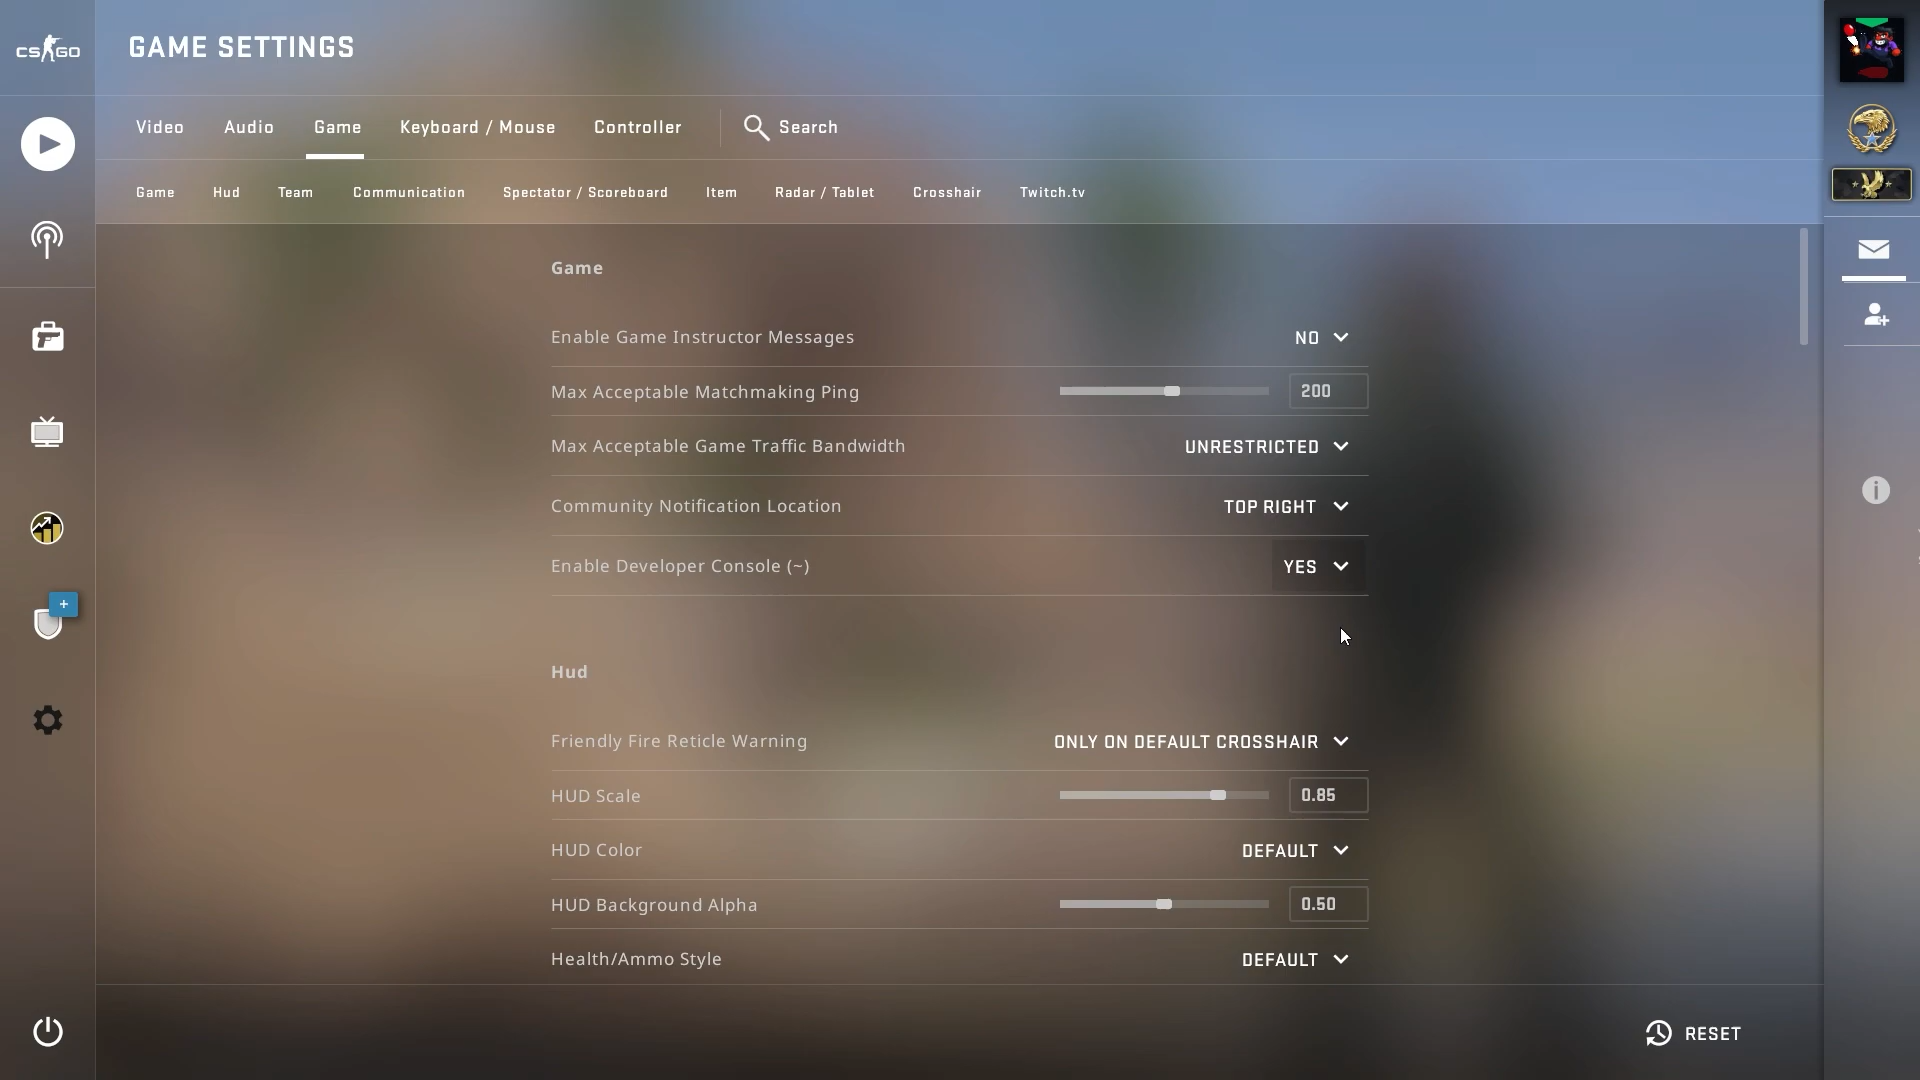 CS GO
GAME SETTINGS
Video Audio Game Keyboard / Mouse Controller Search
Game Hud Team Communication Spectator / Scoreboard Item Radar / Tablet Crosshair Twitch.tv
Game
Enable Game Instructor Messages NO
Max Acceptable Matchmaking Ping 200
Max Acceptable Game Traffic Bandwidth UNRESTRICTED
Community Notification Location TOP RIGHT
Enable Developer Console (~) YES
+
Hud
Friendly Fire Reticle Warning ONLY ON DEFAULT CROSSHAIR
HUD Scale 0.85
HUD Color DEFAULT
HUD Background Alpha 0.50
Health/Ammo Style DEFAULT
RESET